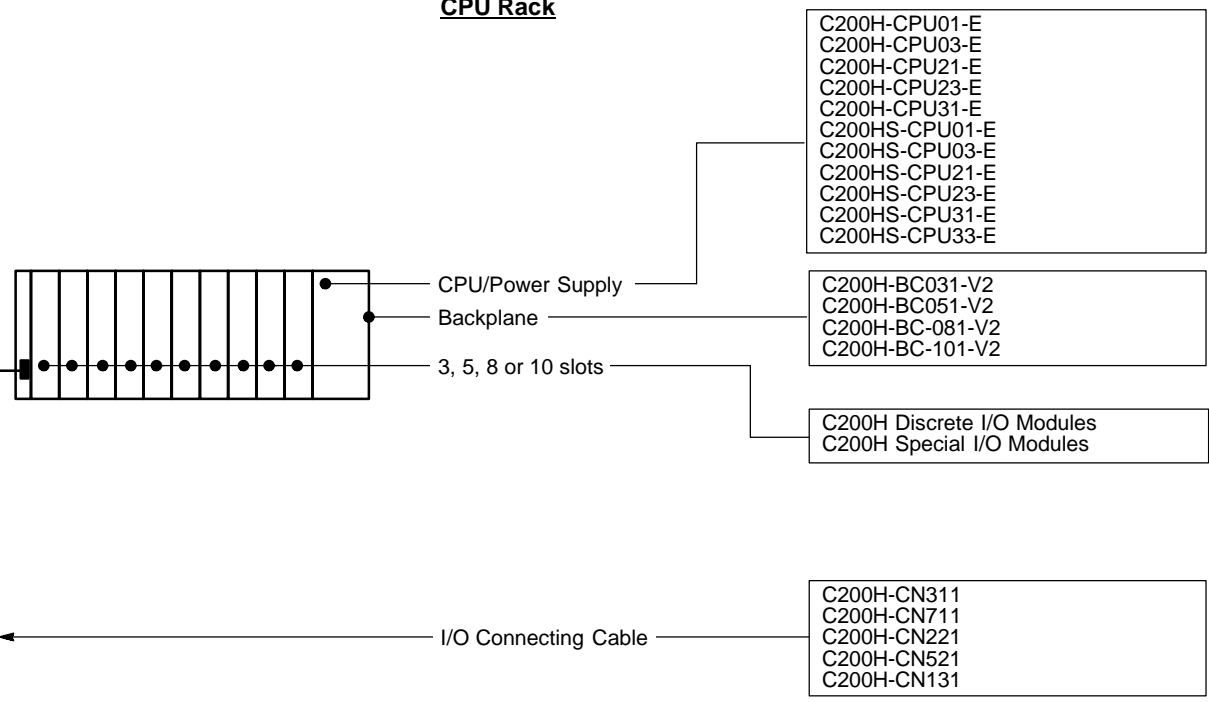 CPU Rack
C200H-CPU01-E
C200H-CPU03-E
C200H-CPU21-E
C200H-CPU23-E
C200H-CPU31-E
C200HS-CPU01-E
C200HS-CPU03-E
C200HS-CPU21-E
C200HS-CPU23-E
C200HS-CPU31-E
C200HS-CPU33-E
CPU/Power Supply
Backplane
3, 5, 8 or 10 slots
C200H-BC031-V2
C200H-BC051-V2
C200H-BC-081-V2
C200H-BC-101-V2
C200H Discrete I/O Modules
C200H Special I/O Modules
I/O Connecting Cable
C200H-CN311
C200H-CN711
C200H-CN221
C200H-CN521
C200H-CN131